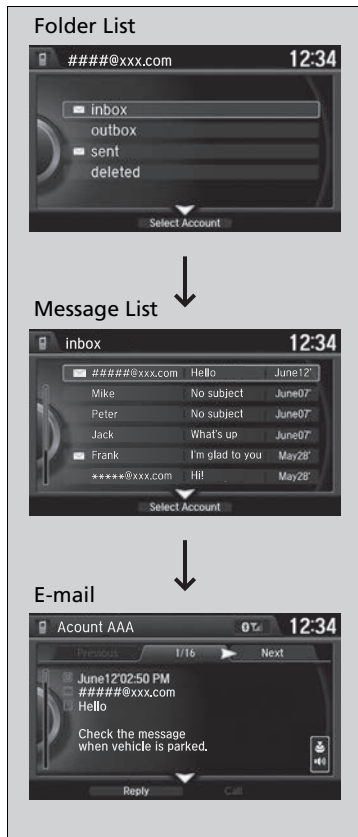 Folder List
####@xxx.com 12:34
inbox
outbox
sent
deleted
Select Account
Message List
inbox 12:34
#####@xxx.com Hello June12'
Mike No subject June07'
Peter No subject June07'
Jack What's up June07'
Frank I'm glad to you May28'
*****@xxx.com Hi! May28'
Select Account
E-mail
Acount AAA 12:34
Previous 1/16 Next
June12'02:50 PM
#####@xxx.com
Hello
Check the message
when vehicle is parked.
Reply Call